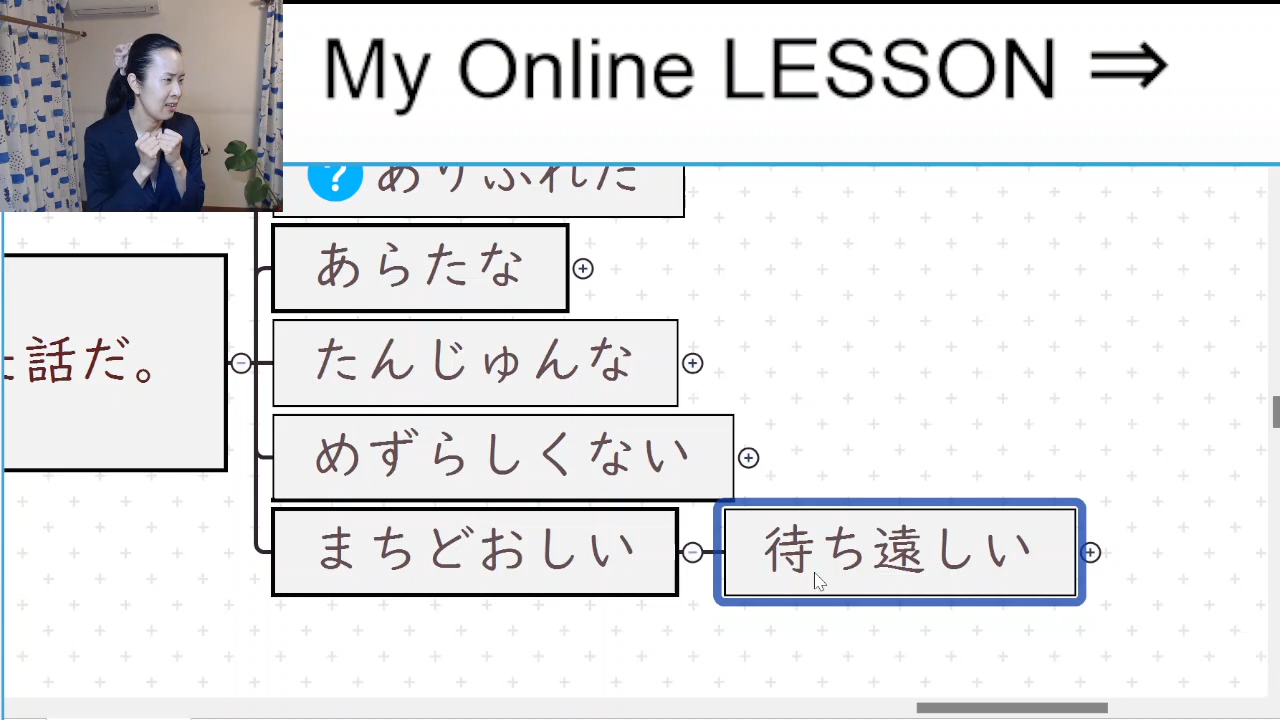 My Online LESSON ⇒
? ありふれた
あらたな
た話だ。
たんじゅんな
めずらしくない
まちどおしい
待ち遠しい